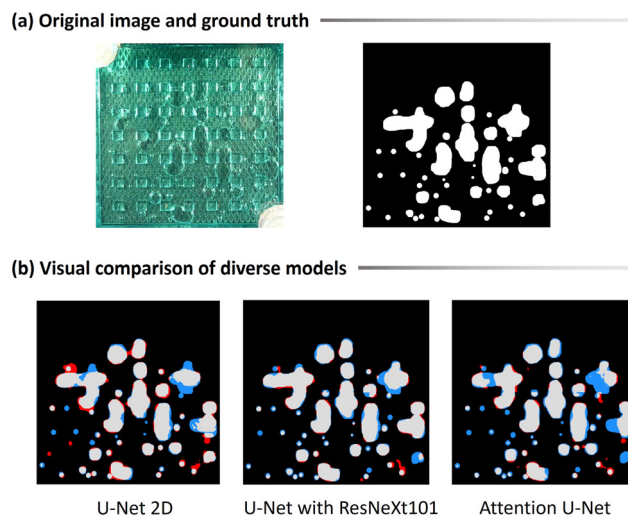 (a) Original image and ground truth
(b) Visual comparison of diverse models
U-Net 2D
U-Net with ResNeXt101
Attention U-Net